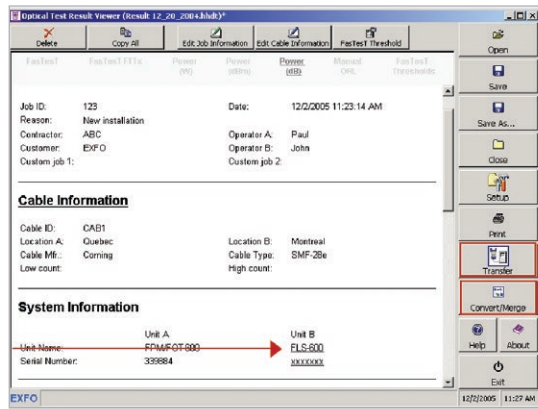 Optical Test Result Viewer (Result 12_20_2004.hhdt)*
Delete Copy All Edit Job Information Edit Cable Information FasTesT Threshold
FasTesT FasTesT FTTx Power (W) Power (dBm) Power (dB) Manual ORL FasTesT Thresholds
Job ID: 123 Date: 12/2/2005 11:23:14 AM
Reason: New installation
Contractor: ABC Operator A: Paul
Customer: EXFO Operator B: John
Custom job 1: Custom job 2:
Cable Information
Cable ID: CAB1
Location A: Quebec Location B: Montreal
Cable Mfr.: Corning Cable Type: SMF-28e
Low count: High count:
System Information
Unit A Unit B
Unit Name: FPM/FOT-600 FLS-600
Serial Number: 339884 xxxxxxx
Open
Save
Save As...
Close
Setup
Print
Transfer
Convert/Merge
Help About
Exit
EXFO 12/2/2005 11:27 AM